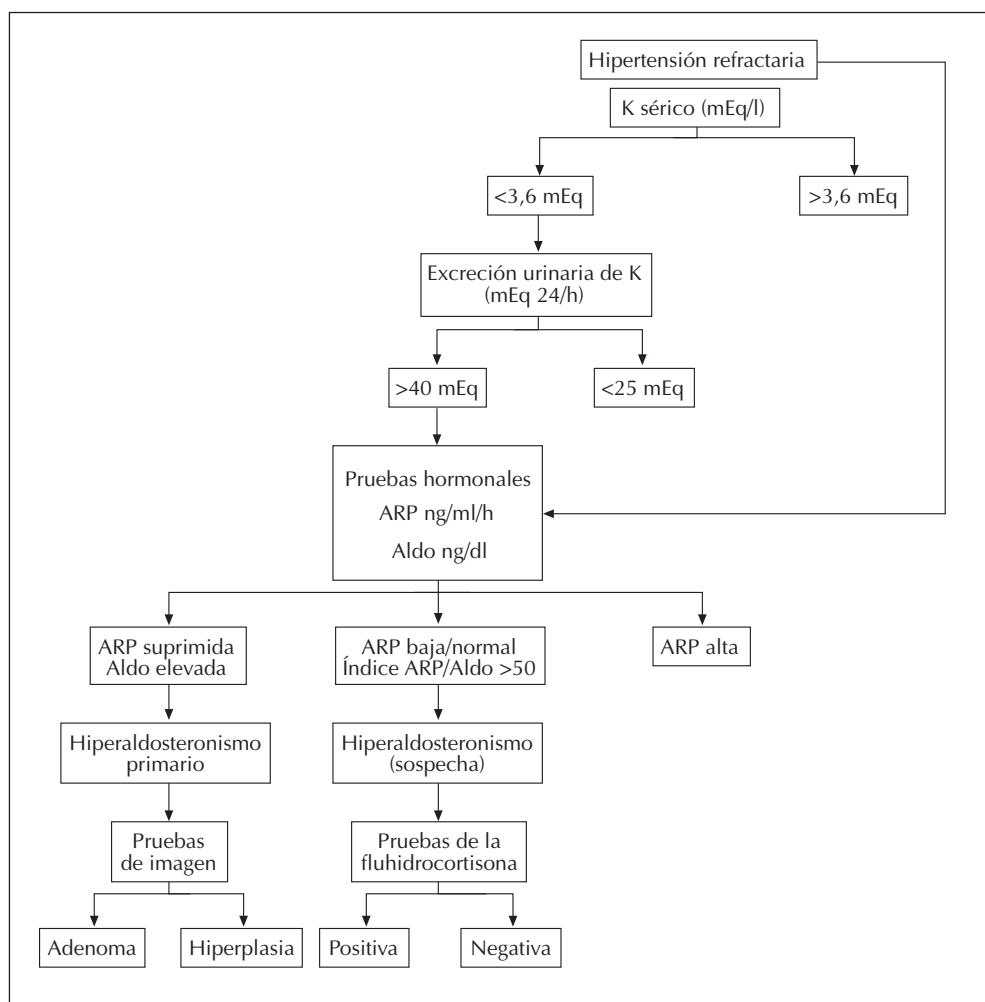 Hipertensión refractaria
K sérico (mEq/l)
<3,6 mEq
>3,6 mEq
Excreción urinaria de K
(mEq 24/h)
>40 mEq
<25 mEq
Pruebas hormonales
ARP ng/ml/h
Aldo ng/dl
ARP suprimida
Aldo elevada
ARP baja/normal
Índice ARP/Aldo >50
ARP alta
Hiperaldosteronismo
primario
Hiperaldosteronismo
(sospecha)
Pruebas
de imagen
Pruebas de la
fluhidrocortisona
Adenoma
Hiperplasia
Positiva
Negativa